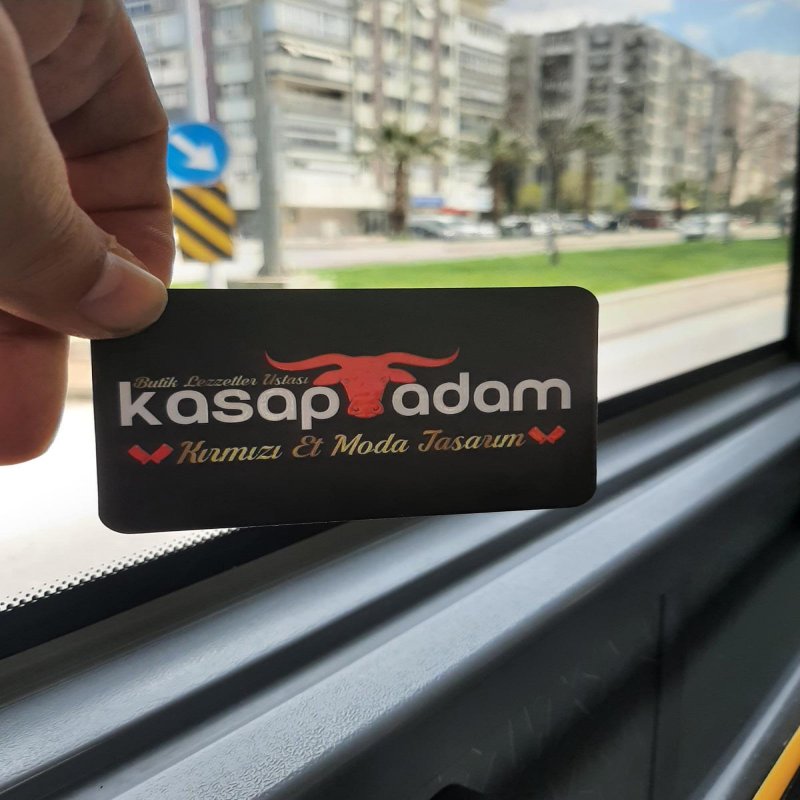 Butik Lezzetler Ustası
kasap adam
Kırmızı Et Moda Tasarım